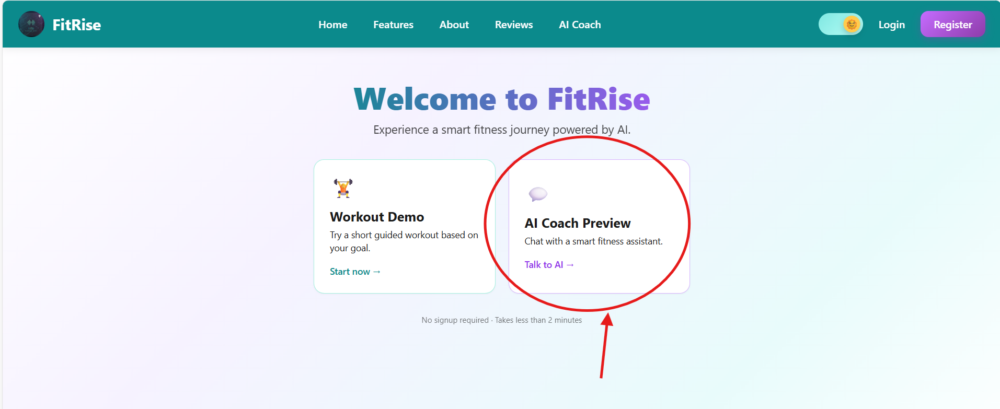 FitRise
Home
Features
About
Reviews
AI Coach
Login
Register
Welcome to FitRise
Experience a smart fitness journey powered by AI.
Workout Demo
Try a short guided workout based on
your goal.
Start now →
AI Coach Preview
Chat with a smart fitness assistant.
Talk to AI →
No signup required · Takes less than 2 minutes